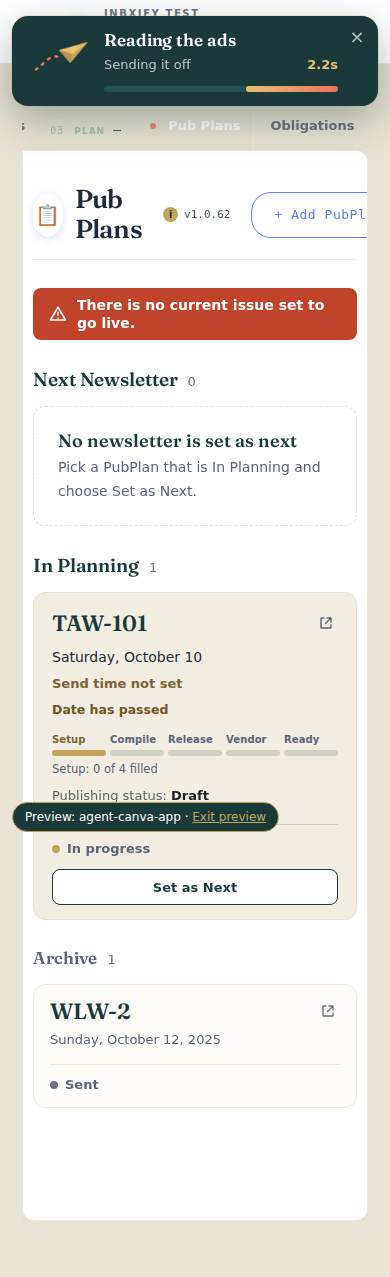 INBXIFY TEST
Reading the ads
Sending it off 2.2s
03 PLAN — Pub Plans Obligations
Pub Plans
i v1.0.62
+ Add PubPl
There is no current issue set to
go live.
Next Newsletter 0
No newsletter is set as next
Pick a PubPlan that is In Planning and
choose Set as Next.
In Planning 1
TAW-101
Saturday, October 10
Send time not set
Date has passed
Setup Compile Release Vendor Ready
Setup: 0 of 4 filled
Publishing status: Draft
Preview: agent-canva-app · Exit preview
In progress
Set as Next
Archive 1
WLW-2
Sunday, October 12, 2025
Sent